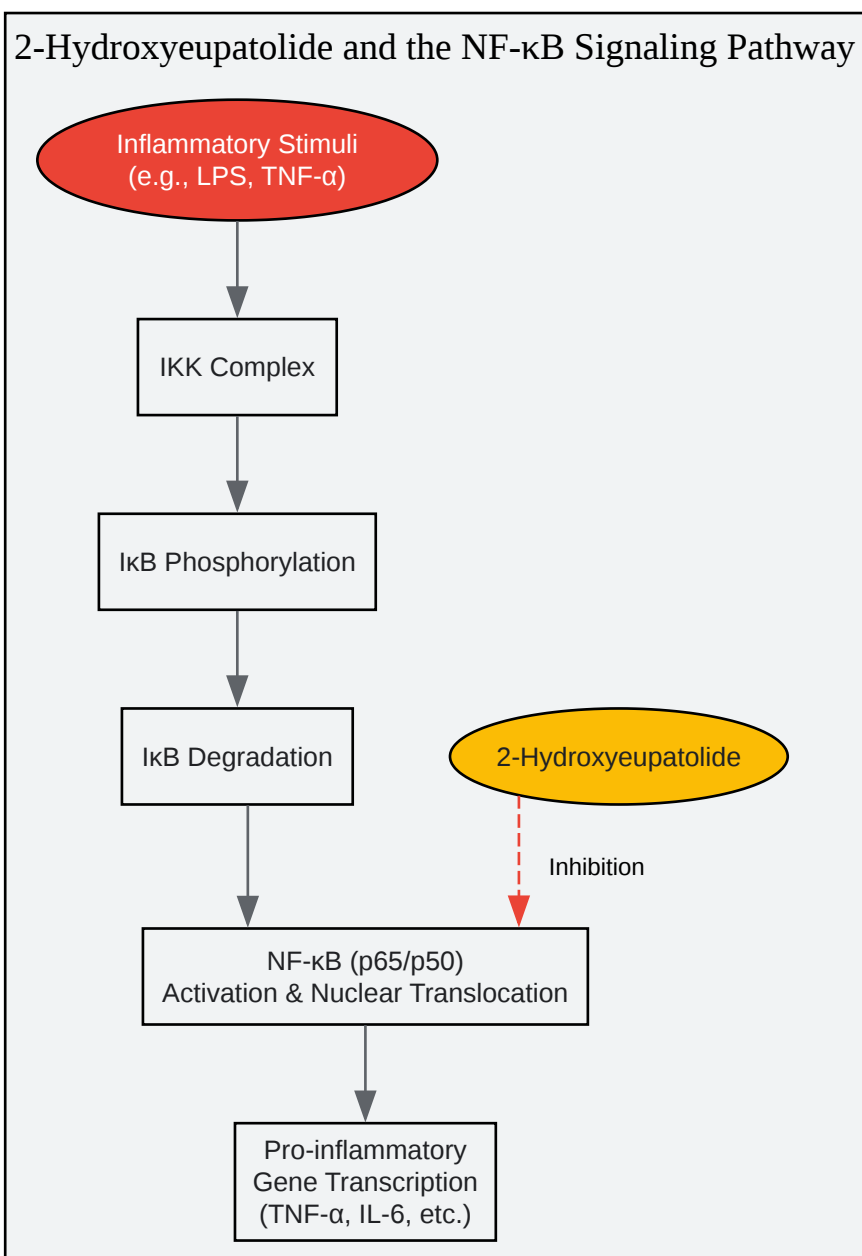 2-Hydroxyeupatolide and the NF-κB Signaling Pathway
Inflammatory Stimuli
(e.g., LPS, TNF-α)
IKK Complex
IκB Phosphorylation
IκB Degradation
2-Hydroxyeupatolide
Inhibition
NF-κB (p65/p50)
Activation & Nuclear Translocation
Pro-inflammatory
Gene Transcription
(TNF-α, IL-6, etc.)